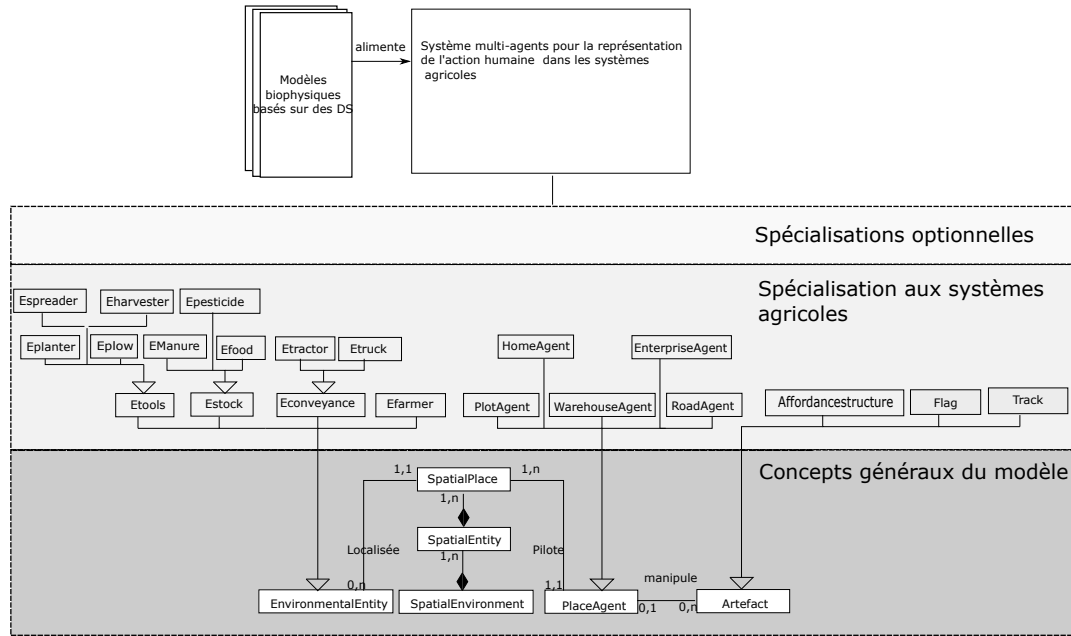 alimente
Modèles
biophysiques
basés sur des DS
Système multi-agents pour la représentation
de l'action humaine dans les systèmes
agricoles
Spécialisations optionnelles
Spécialisation aux systèmes
agricoles
Espreader
Eharvester
Epesticide
Eplanter
Eplow
EManure
Efood
Etractor
Etruck
HomeAgent
EnterpriseAgent
Etools
Estock
Econveyance
Efarmer
PlotAgent
WarehouseAgent
RoadAgent
Affordancestructure
Flag
Track
Concepts généraux du modèle
1,1
SpatialPlace
1,n
1,n
SpatialEntity
Localisée
1,n
Pilote
0,n
1,1
manipule
EnvironmentalEntity
SpatialEnvironment
PlaceAgent
0,1
0,n
Artefact